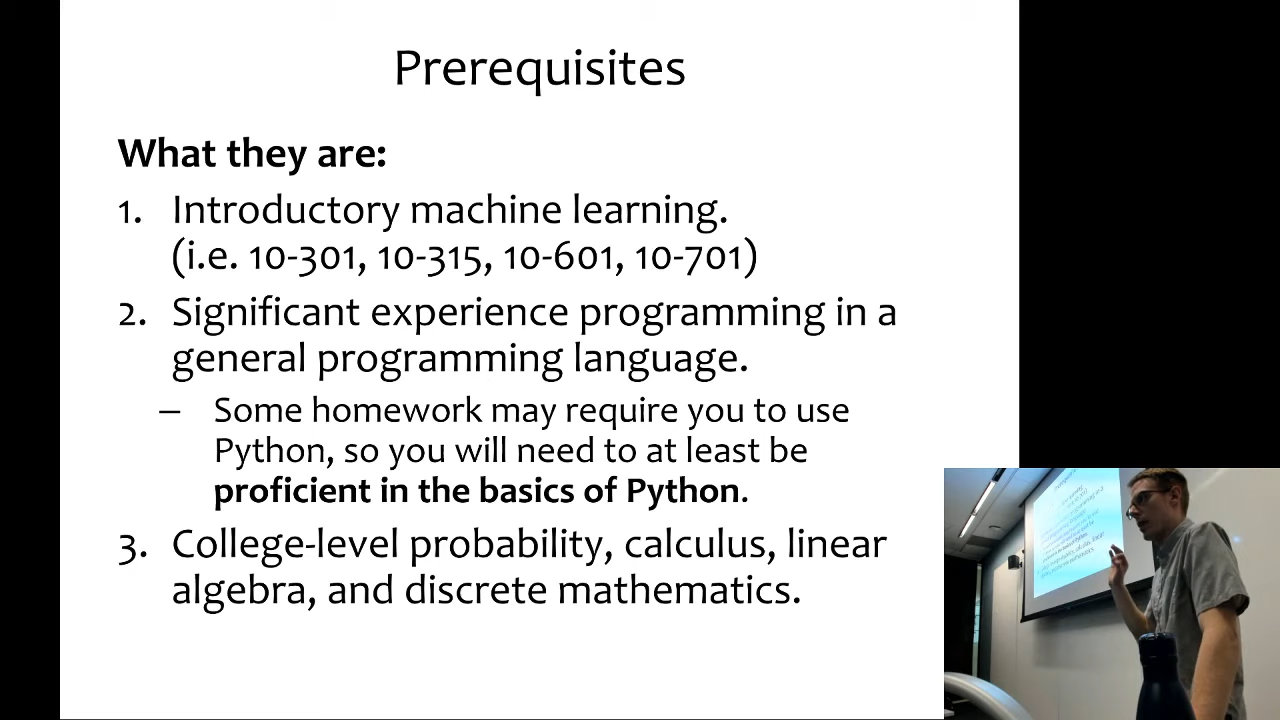 Prerequisites
What they are:
1. Introductory machine learning.
(i.e. 10-301, 10-315, 10-601, 10-701)
2. Significant experience programming in a
general programming language.
– Some homework may require you to use
Python, so you will need to at least be
proficient in the basics of Python.
3. College-level probability, calculus, linear
algebra, and discrete mathematics.